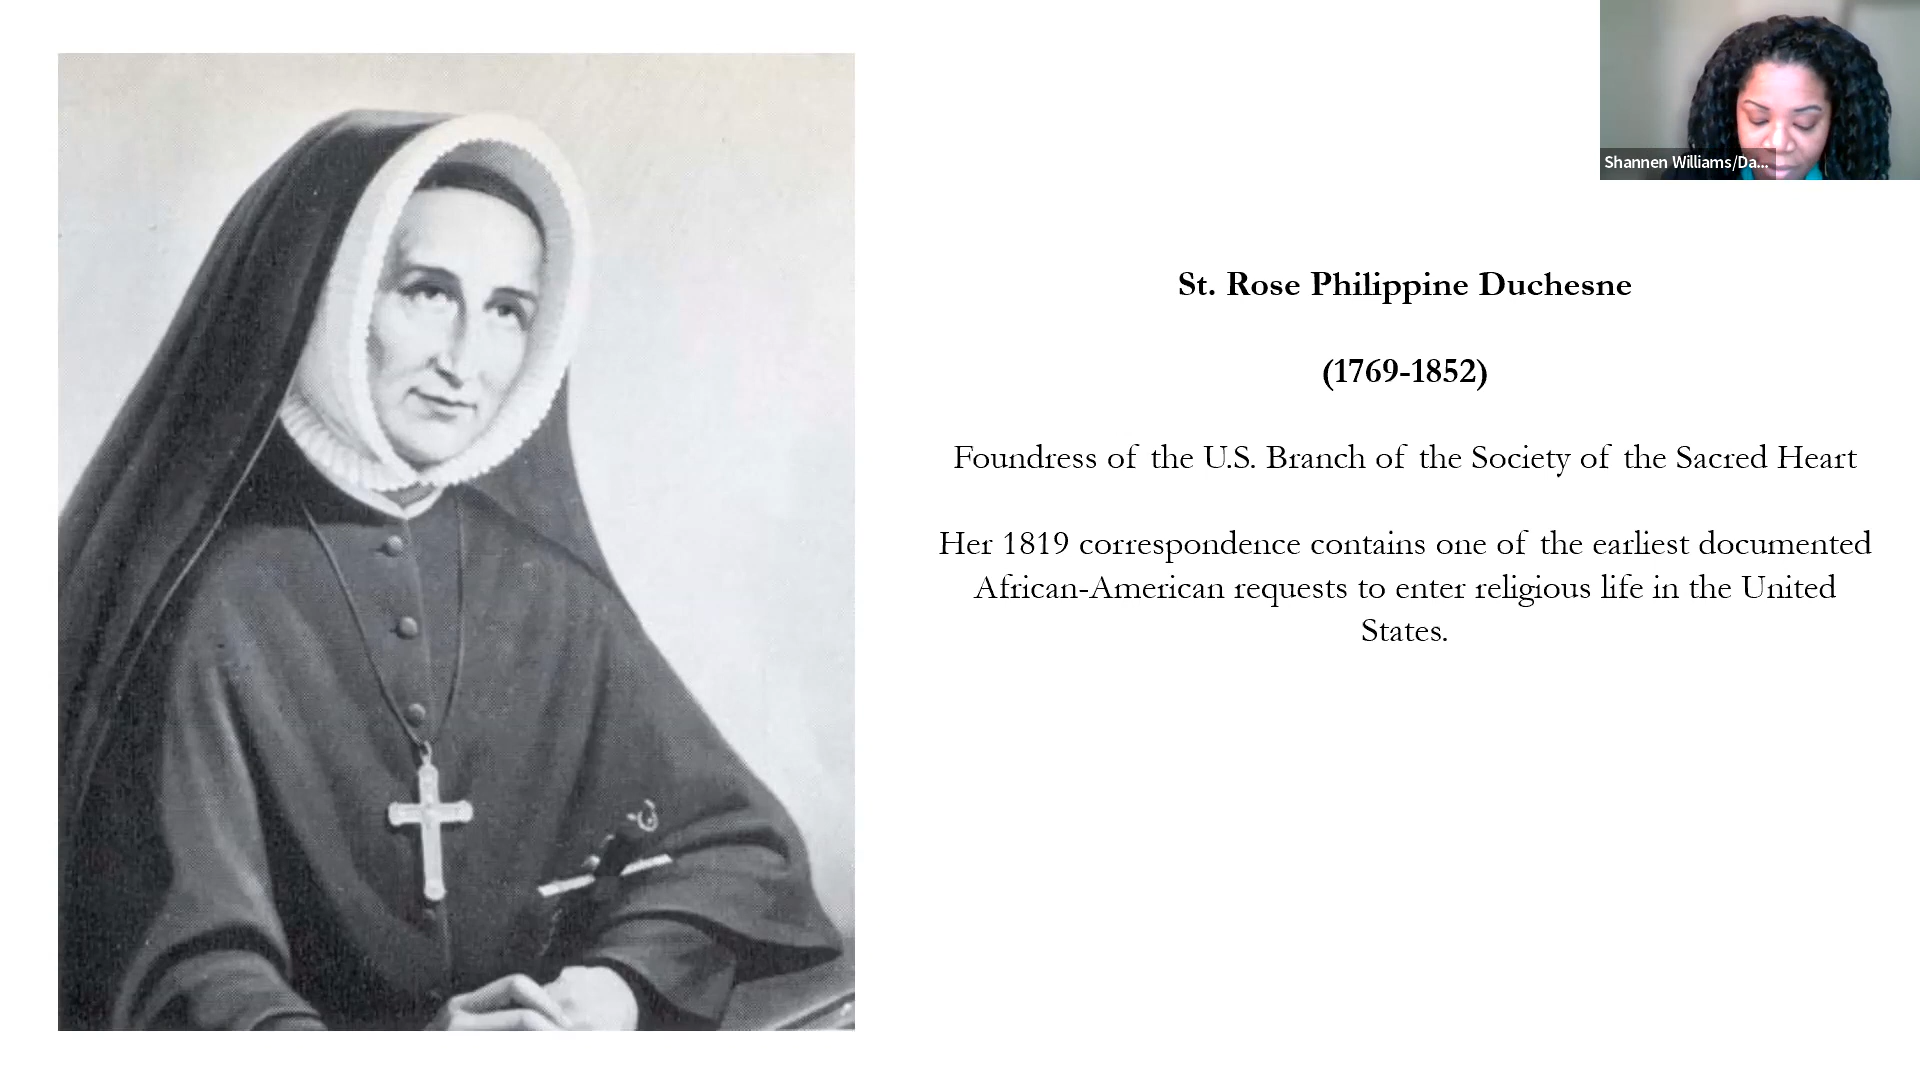 Shannen Williams/Da...
St. Rose Philippine Duchesne
(1769-1852)
Foundress of the U.S. Branch of the Society of the Sacred Heart
Her 1819 correspondence contains one of the earliest documented
African-American requests to enter religious life in the United
States.